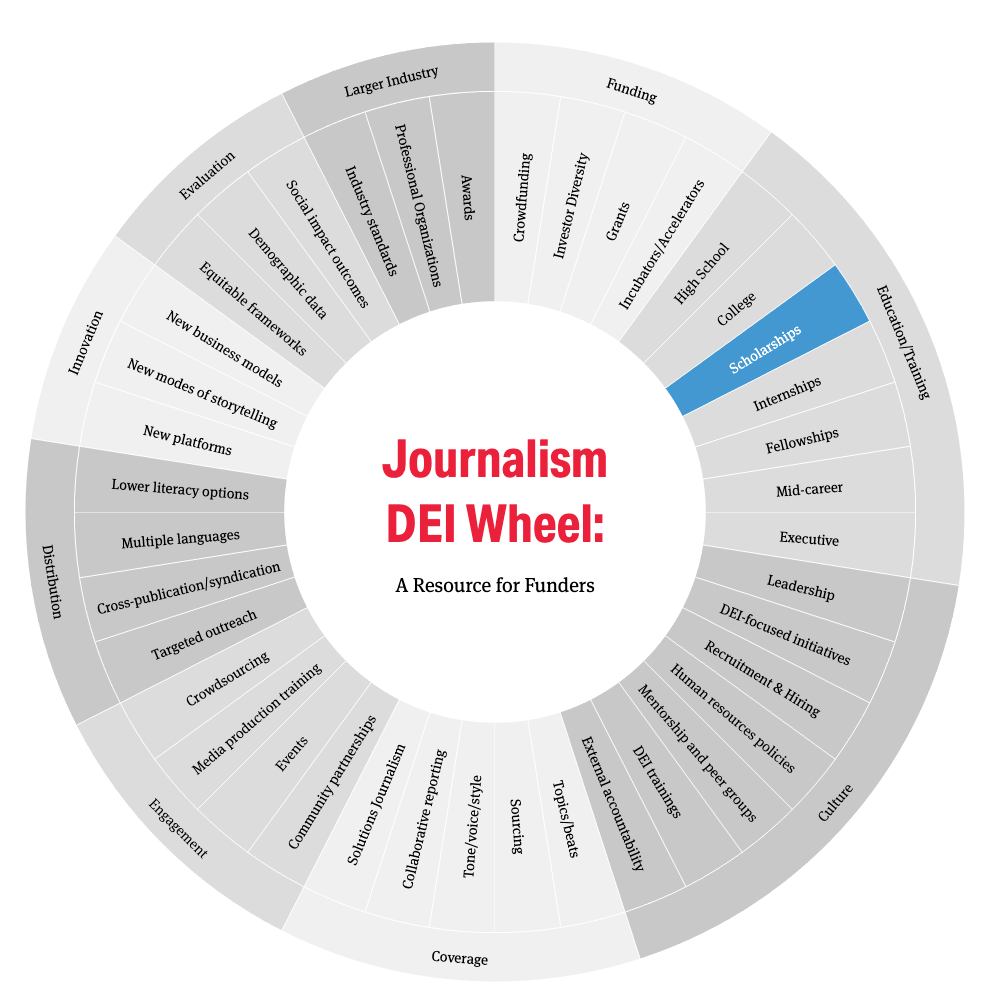 Journalism
DEI Wheel:
A Resource for Funders
Funding
Crowdfunding
Investor Diversity
Grants
Incubators/Accelerators
Education/Training
High School
College
Scholarships
Internships
Fellowships
Mid-career
Executive
Culture
Leadership
DEI-focused initiatives
Recruitment & Hiring
Human resources policies
Mentorship and peer groups
DEI trainings
External accountability
Coverage
Topics/beats
Sourcing
Tone/voice/style
Collaborative reporting
Solutions Journalism
Engagement
Community partnerships
Events
Media production training
Crowdsourcing
Distribution
Targeted outreach
Cross-publication/syndication
Multiple languages
Lower literacy options
Innovation
New platforms
New modes of storytelling
New business models
Evaluation
Equitable frameworks
Demographic data
Social impact outcomes
Larger Industry
Industry standards
Professional Organizations
Awards